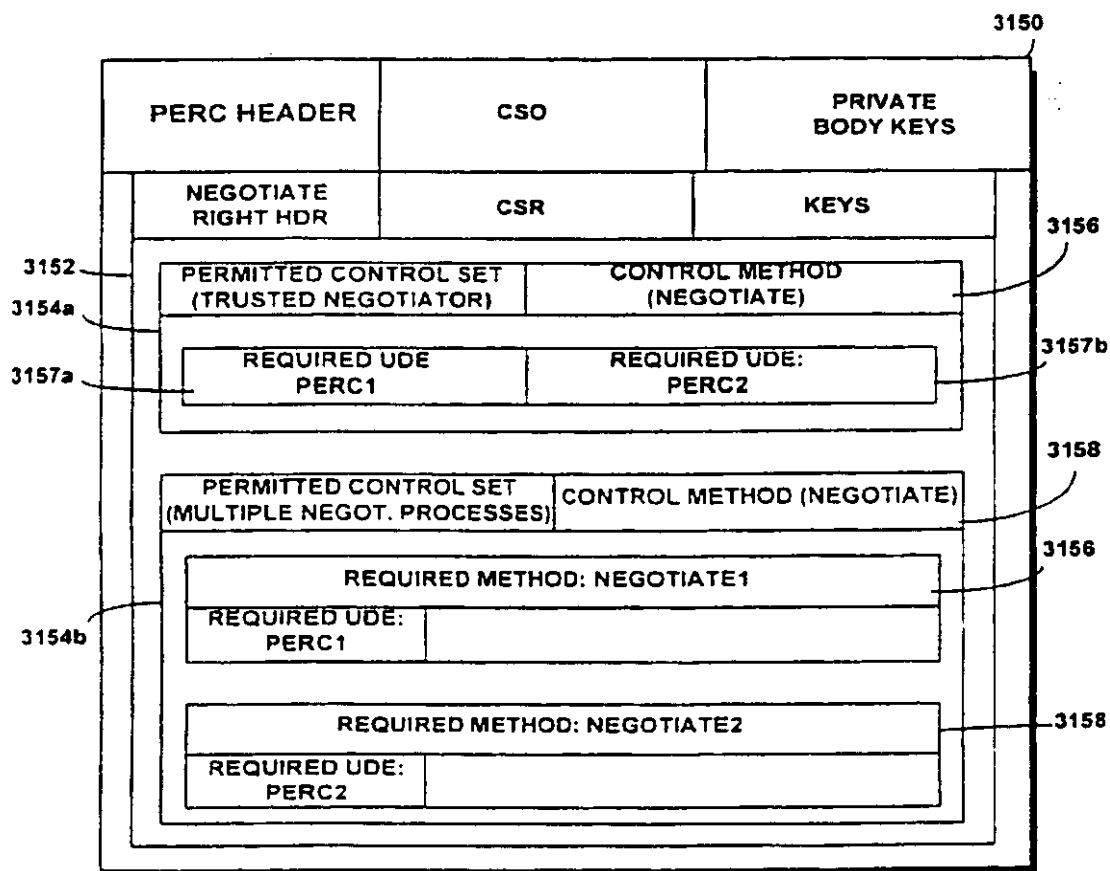 3150
PERC HEADER
CSO
PRIVATE
BODY KEYS
NEGOTIATE
RIGHT HDR
CSR
KEYS
3156
3152
PERMITTED CONTROL SET
(TRUSTED NEGOTIATOR)
CONTROL METHOD
(NEGOTIATE)
3154a
3157b
REQUIRED UDE
PERC1
REQUIRED UDE:
PERC2
3157a
3158
PERMITTED CONTROL SET
(MULTIPLE NEGOT. PROCESSES)
CONTROL METHOD (NEGOTIATE)
3156
REQUIRED METHOD: NEGOTIATE1
3154b
REQUIRED UDE:
PERC1
REQUIRED METHOD: NEGOTIATE2
3158
REQUIRED UDE:
PERC2